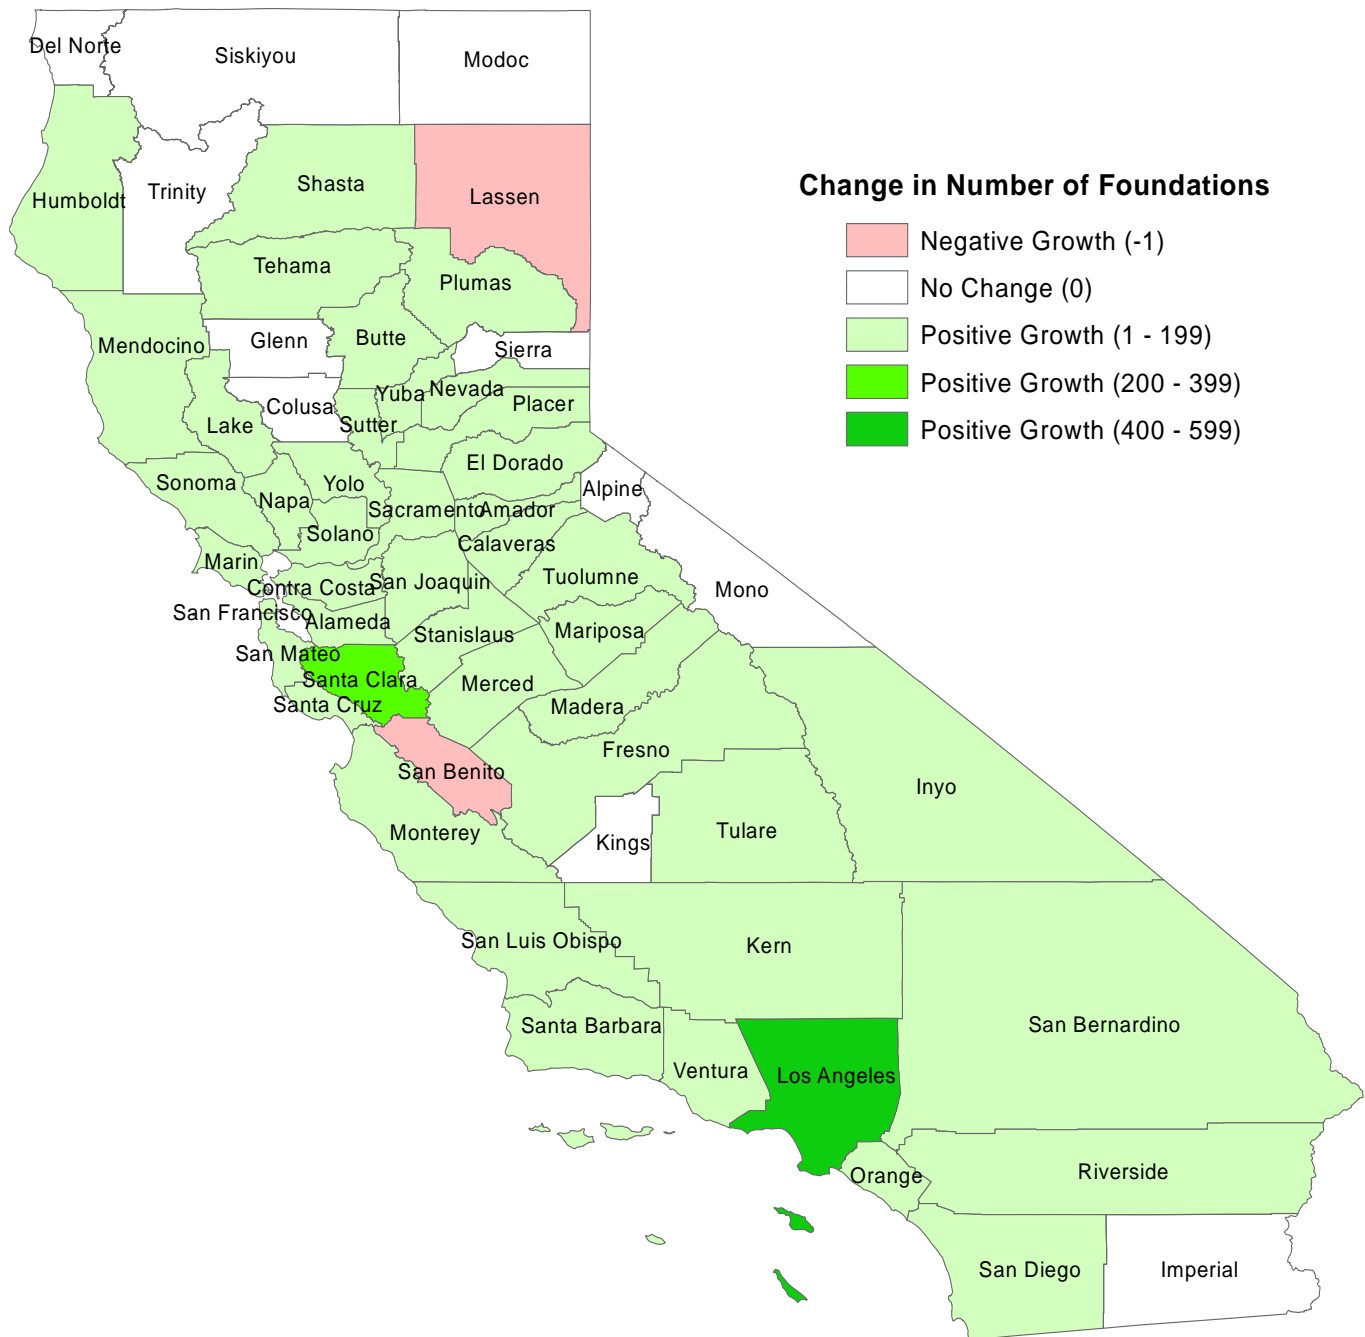 Del Norte
Siskiyou
Modoc
Humboldt
Trinity
Shasta
Lassen
Change in Number of Foundations
Negative Growth (-1)
No Change (0)
Positive Growth (1 - 199)
Positive Growth (200 - 399)
Positive Growth (400 - 599)
Tehama
Plumas
Mendocino
Glenn
Butte
Sierra
Colusa
Lake
Sutter
Yuba
Nevada
Placer
Sonoma
Napa
Yolo
El Dorado
Alpine
Sacramento
Amador
Solano
Calaveras
Marin
Contra Costa
San Joaquin
Tuolumne
Mono
San Francisco
Alameda
Stanislaus
Mariposa
San Mateo
Santa Clara
Merced
Santa Cruz
Madera
Fresno
San Benito
Inyo
Monterey
Kings
Tulare
San Luis Obispo
Kern
Santa Barbara
San Bernardino
Ventura
Los Angeles
Orange
Riverside
San Diego
Imperial